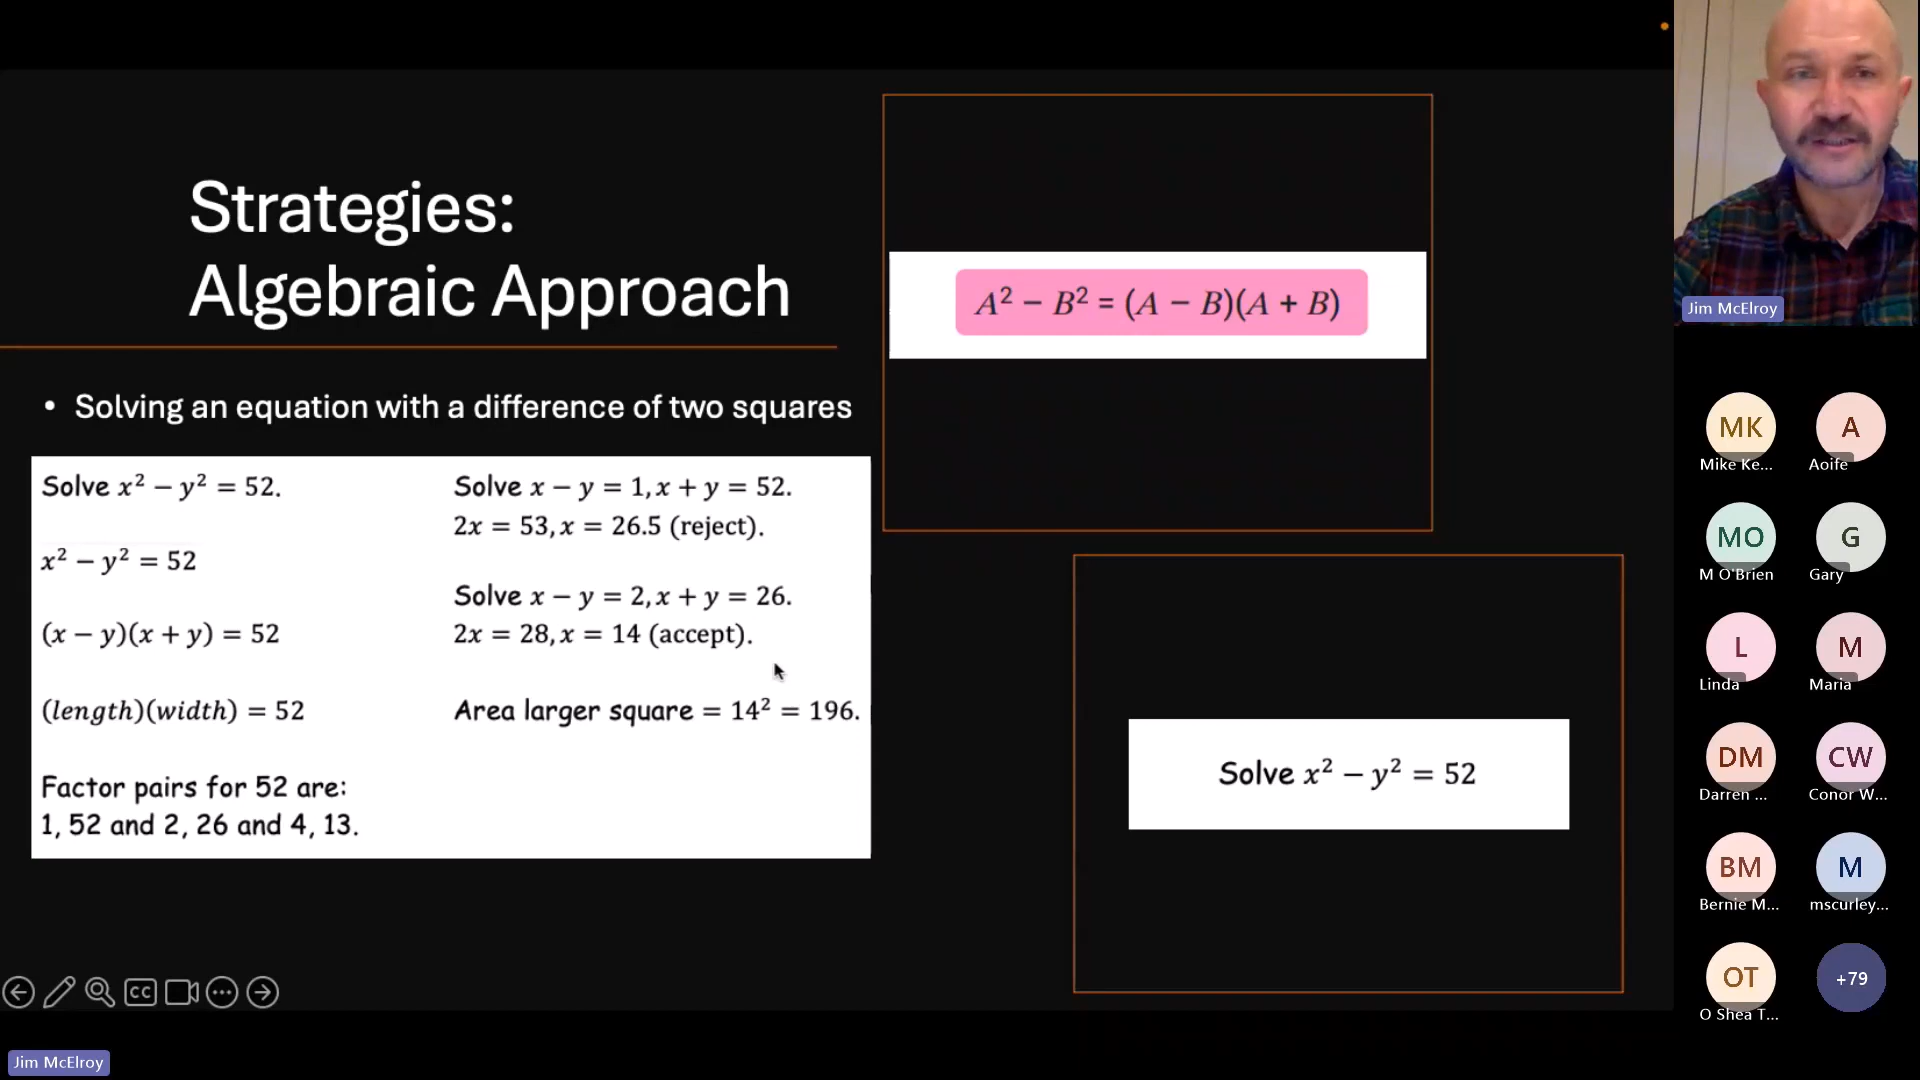 Strategies:
Algebraic Approach
• Solving an equation with a difference of two squares
Solve x² − y² = 52.
x² − y² = 52
(x − y)(x + y) = 52
(length)(width) = 52
Factor pairs for 52 are:
1, 52 and 2, 26 and 4, 13.
Solve x − y = 1, x + y = 52.
2x = 53, x = 26.5 (reject).
Solve x − y = 2, x + y = 26.
2x = 28, x = 14 (accept).
Area larger square = 14² = 196.
A² − B² = (A − B)(A + B)
Solve x² − y² = 52
CC
Jim McElroy
Jim McElroy
MK
Mike Ke...
A
Aoife
MO
M O'Brien
G
Gary
L
Linda
M
Maria
DM
Darren ...
CW
Conor W...
BM
Bernie M...
M
mscurley...
OT
O Shea T...
+79